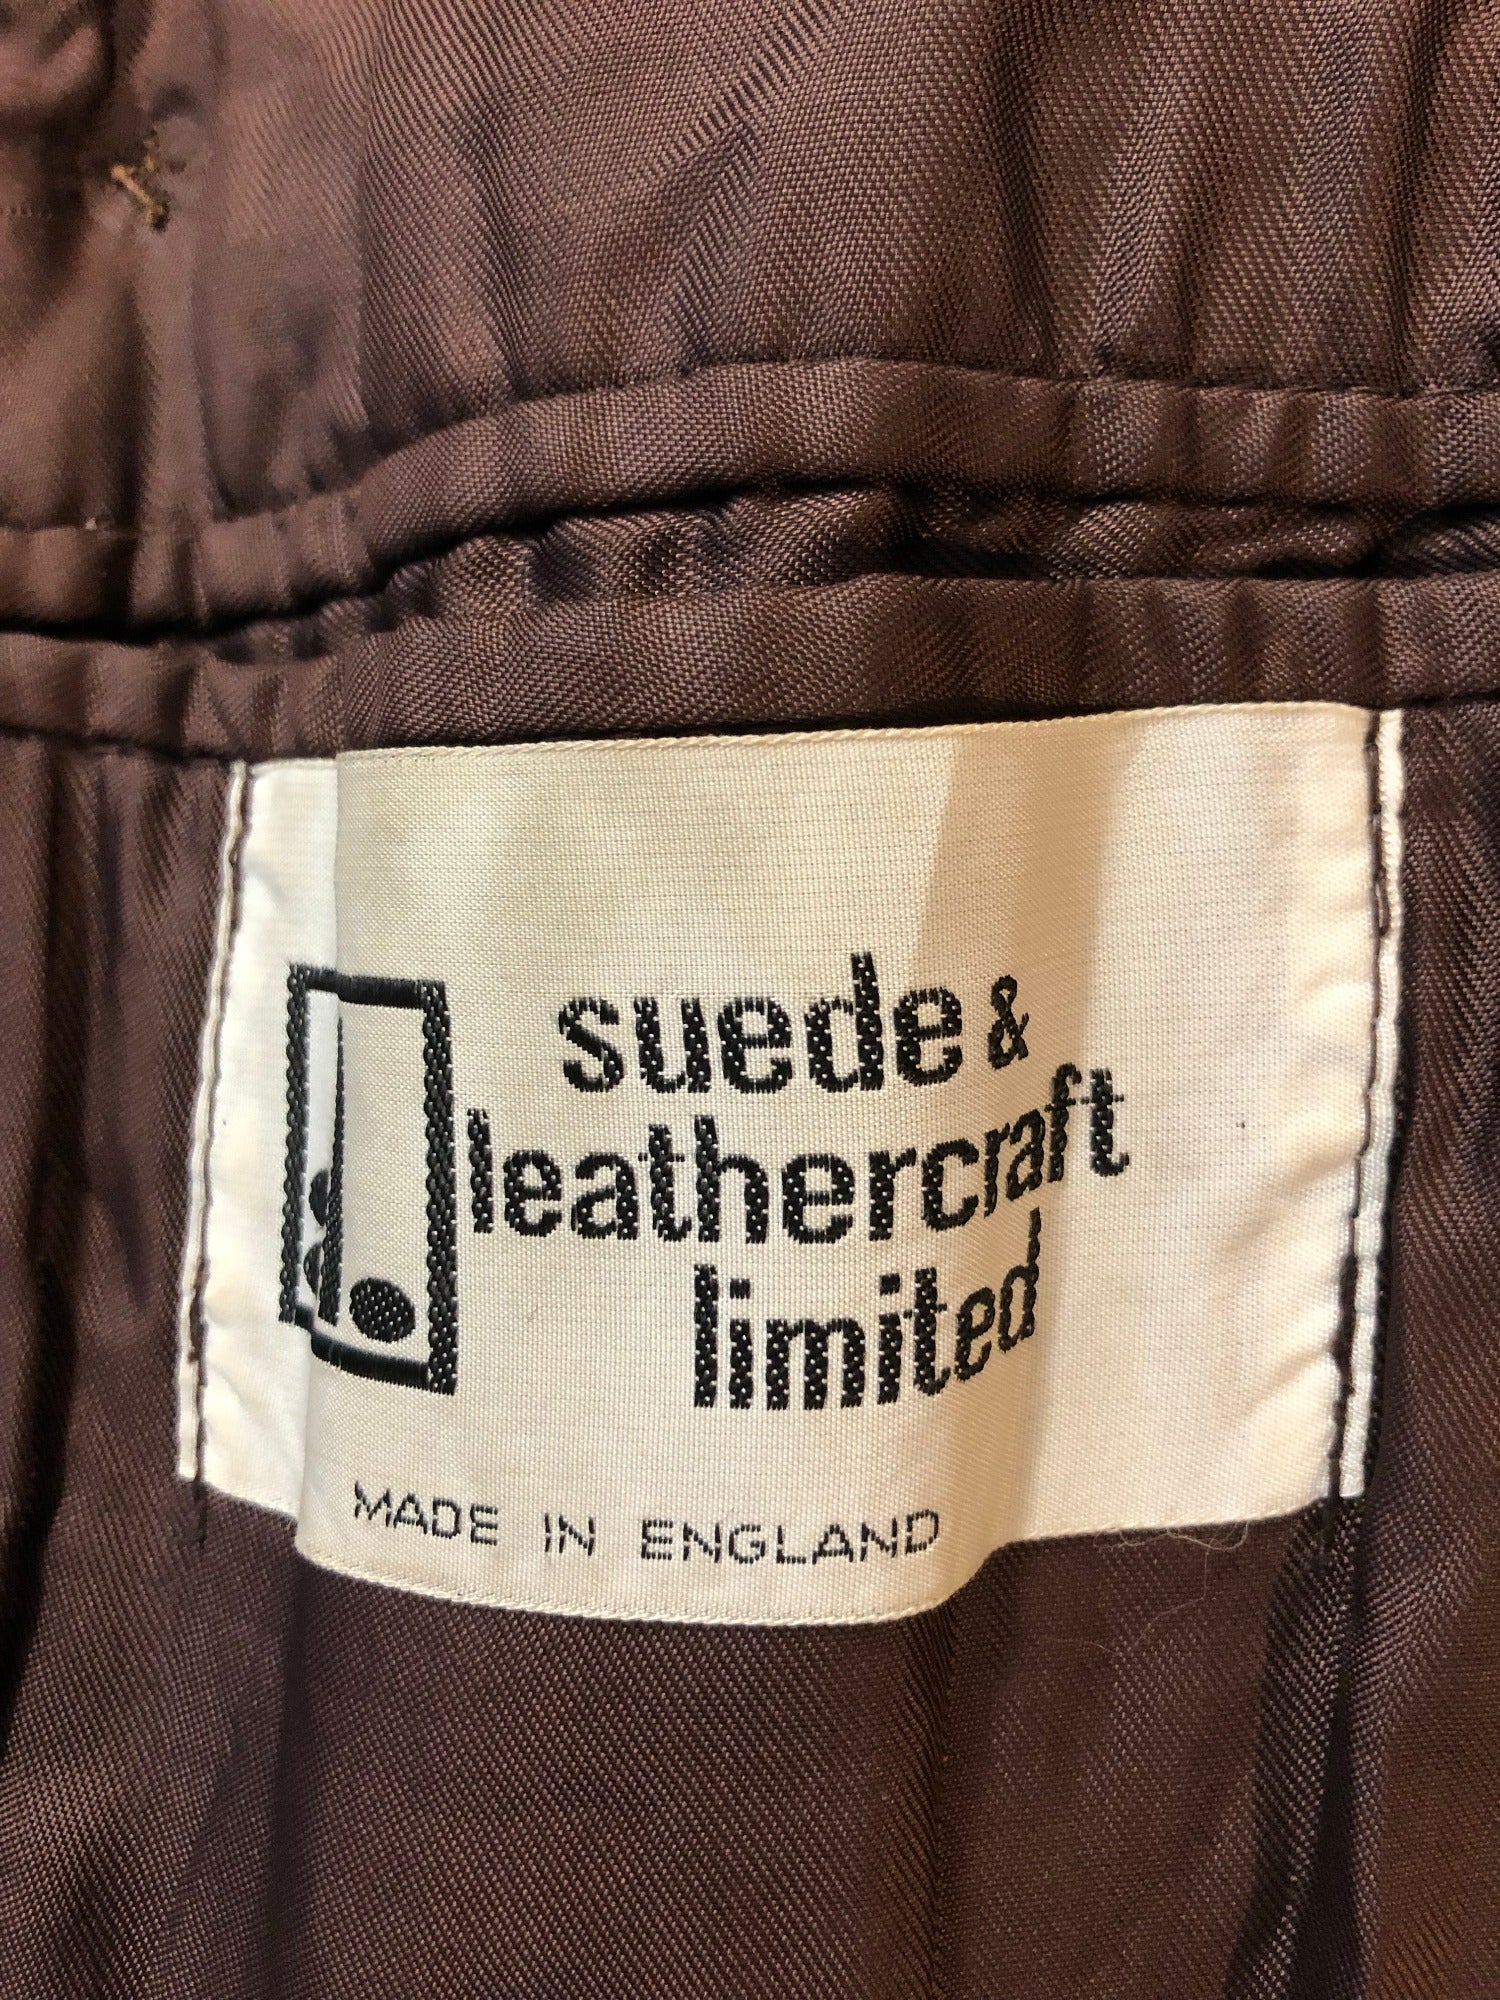 suede &
leathercraft
limited
MADE IN ENGLAND